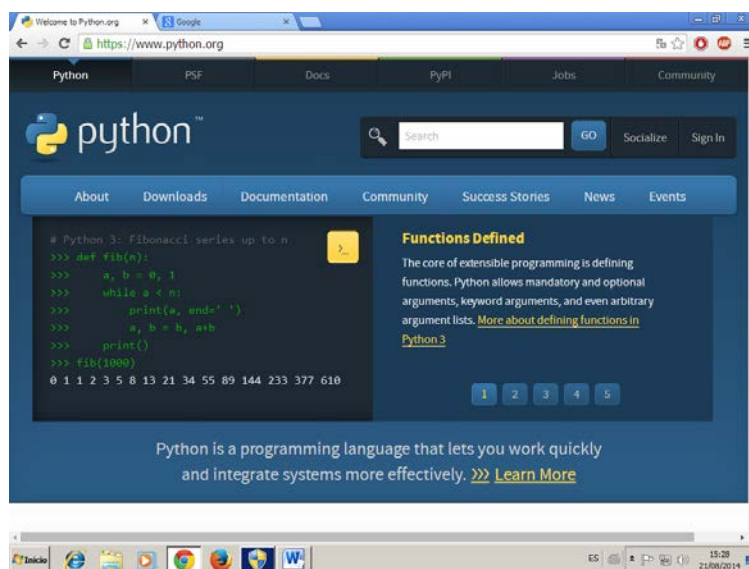 Welcome to Python.org
Google
https://www.python.org
Python PSF Docs PyPI Jobs Community
python™
Search GO Socialize Sign In
About Downloads Documentation Community Success Stories News Events
# Python 3: Fibonacci series up to n
>>> def fib(n):
>>>     a, b = 0, 1
>>>     while a < n:
>>>         print(a, end=' ')
>>>         a, b = b, a+b
>>>     print()
>>> fib(1000)
0 1 1 2 3 5 8 13 21 34 55 89 144 233 377 610
>_
Functions Defined
The core of extensible programming is defining
functions. Python allows mandatory and optional
arguments, keyword arguments, and even arbitrary
argument lists. More about defining functions in
Python 3
1 2 3 4 5
Python is a programming language that lets you work quickly
and integrate systems more effectively. >>> Learn More
Inicio
ES
15:28
21/08/2014